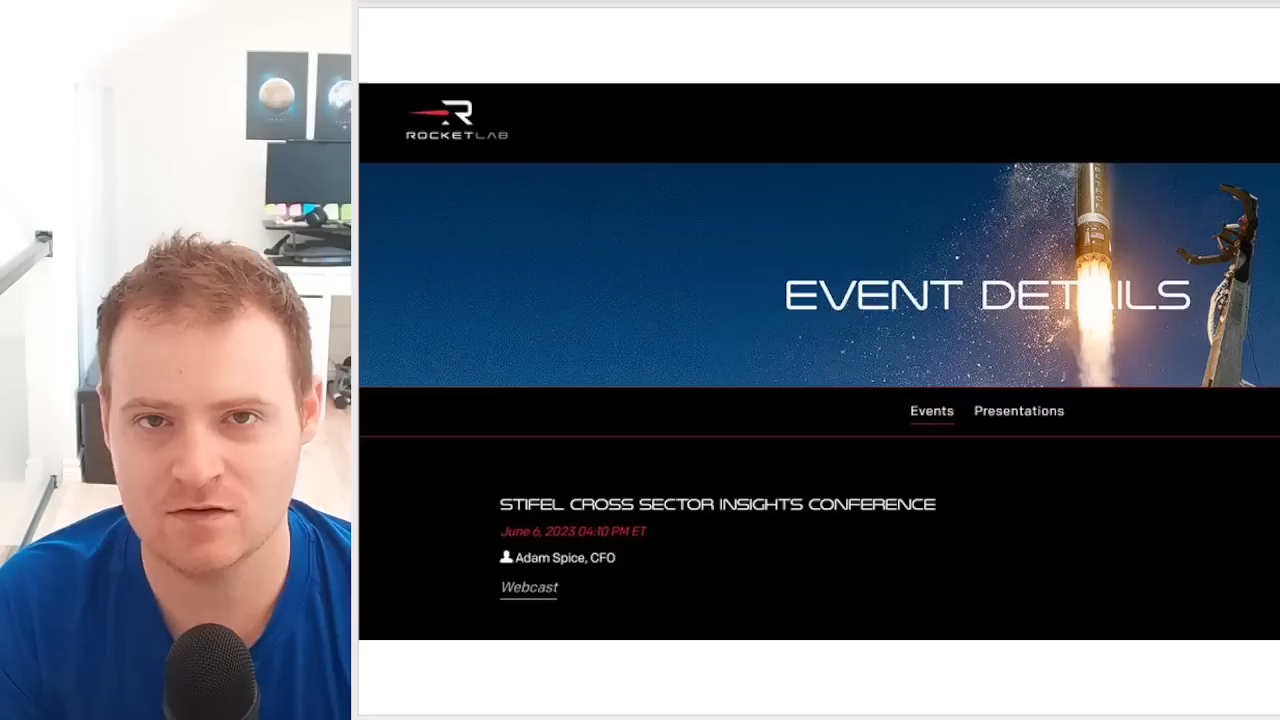 ROCKETLAB
EVENT DETAILS
Events Presentations
STIFEL CROSS SECTOR INSIGHTS CONFERENCE
June 6, 2023 04:10 PM ET
Adam Spice, CFO
Webcast